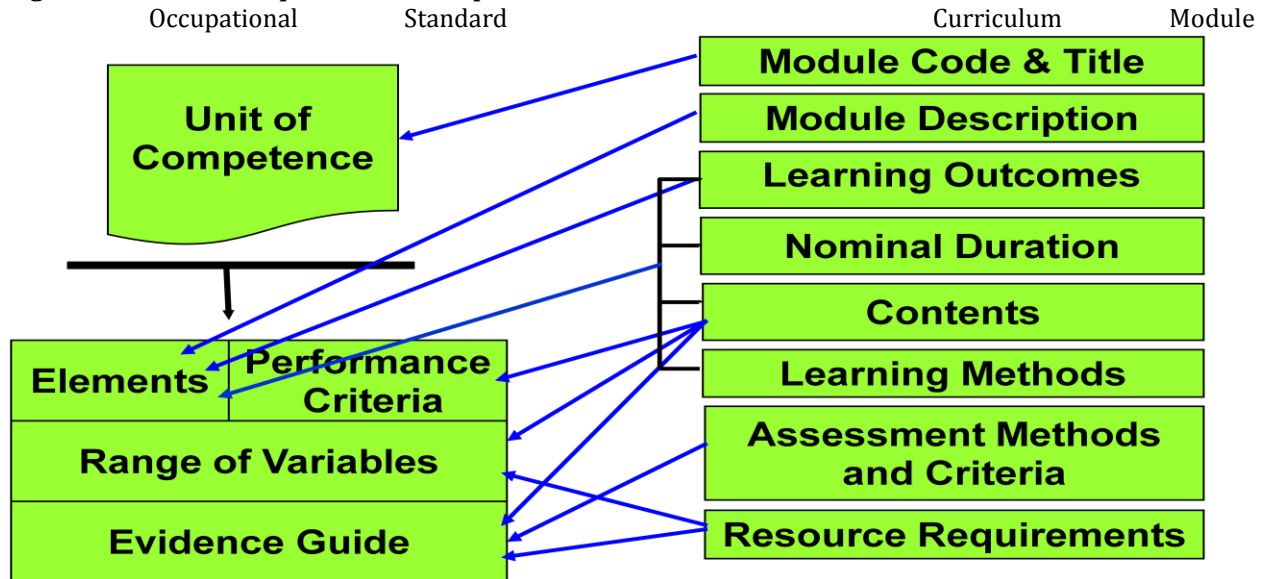 Occupational Standard Curriculum Module
Unit of
Competence
Elements
Performance
Criteria
Range of Variables
Evidence Guide
Module Code & Title
Module Description
Learning Outcomes
Nominal Duration
Contents
Learning Methods
Assessment Methods
and Criteria
Resource Requirements